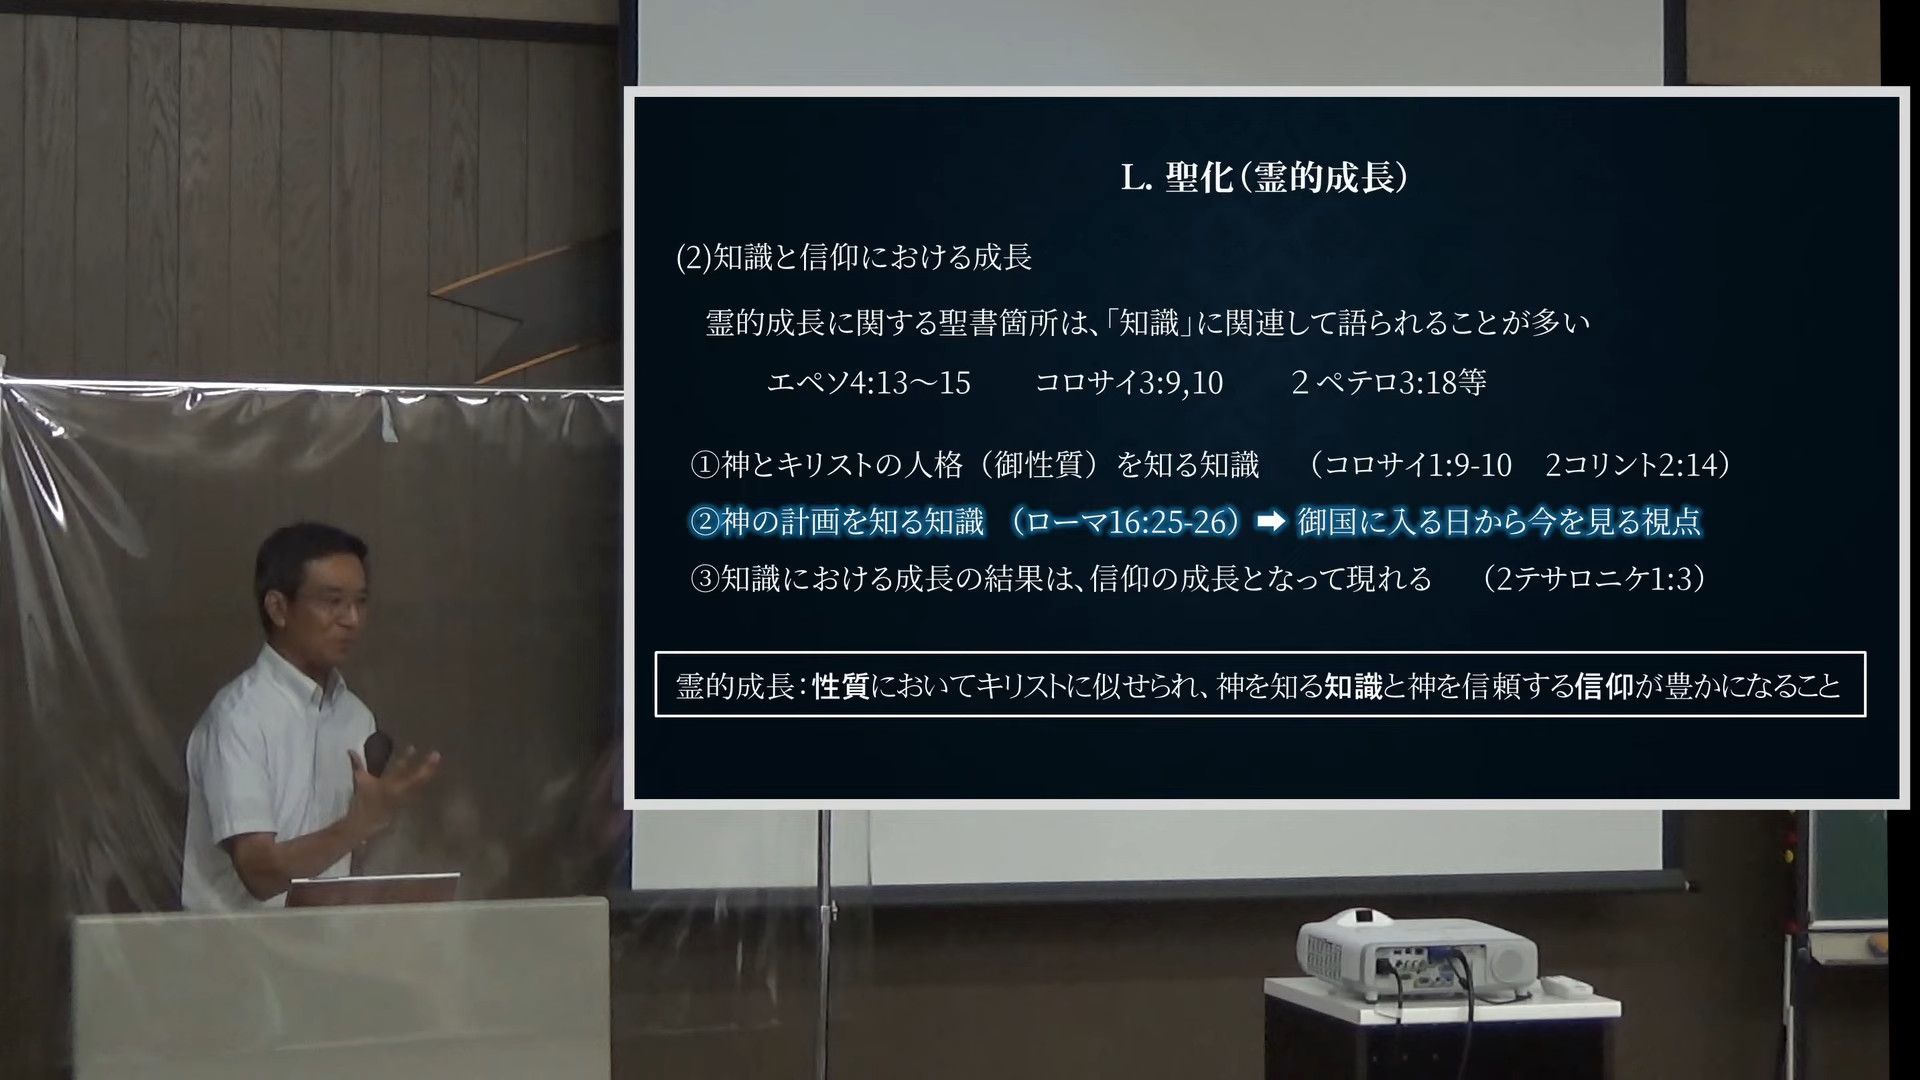 L. 聖化（霊的成長）
(2)知識と信仰における成長
霊的成長に関する聖書箇所は、「知識」に関連して語られることが多い
エペソ4:13～15　コロサイ3:9,10　２ペテロ3:18等
①神とキリストの人格（御性質）を知る知識　（コロサイ1:9-10　2コリント2:14）
②神の計画を知る知識　（ローマ16:25-26）➡ 御国に入る日から今を見る視点
③知識における成長の結果は、信仰の成長となって現れる　（2テサロニケ1:3）
霊的成長：性質においてキリストに似せられ、神を知る知識と神を信頼する信仰が豊かになること